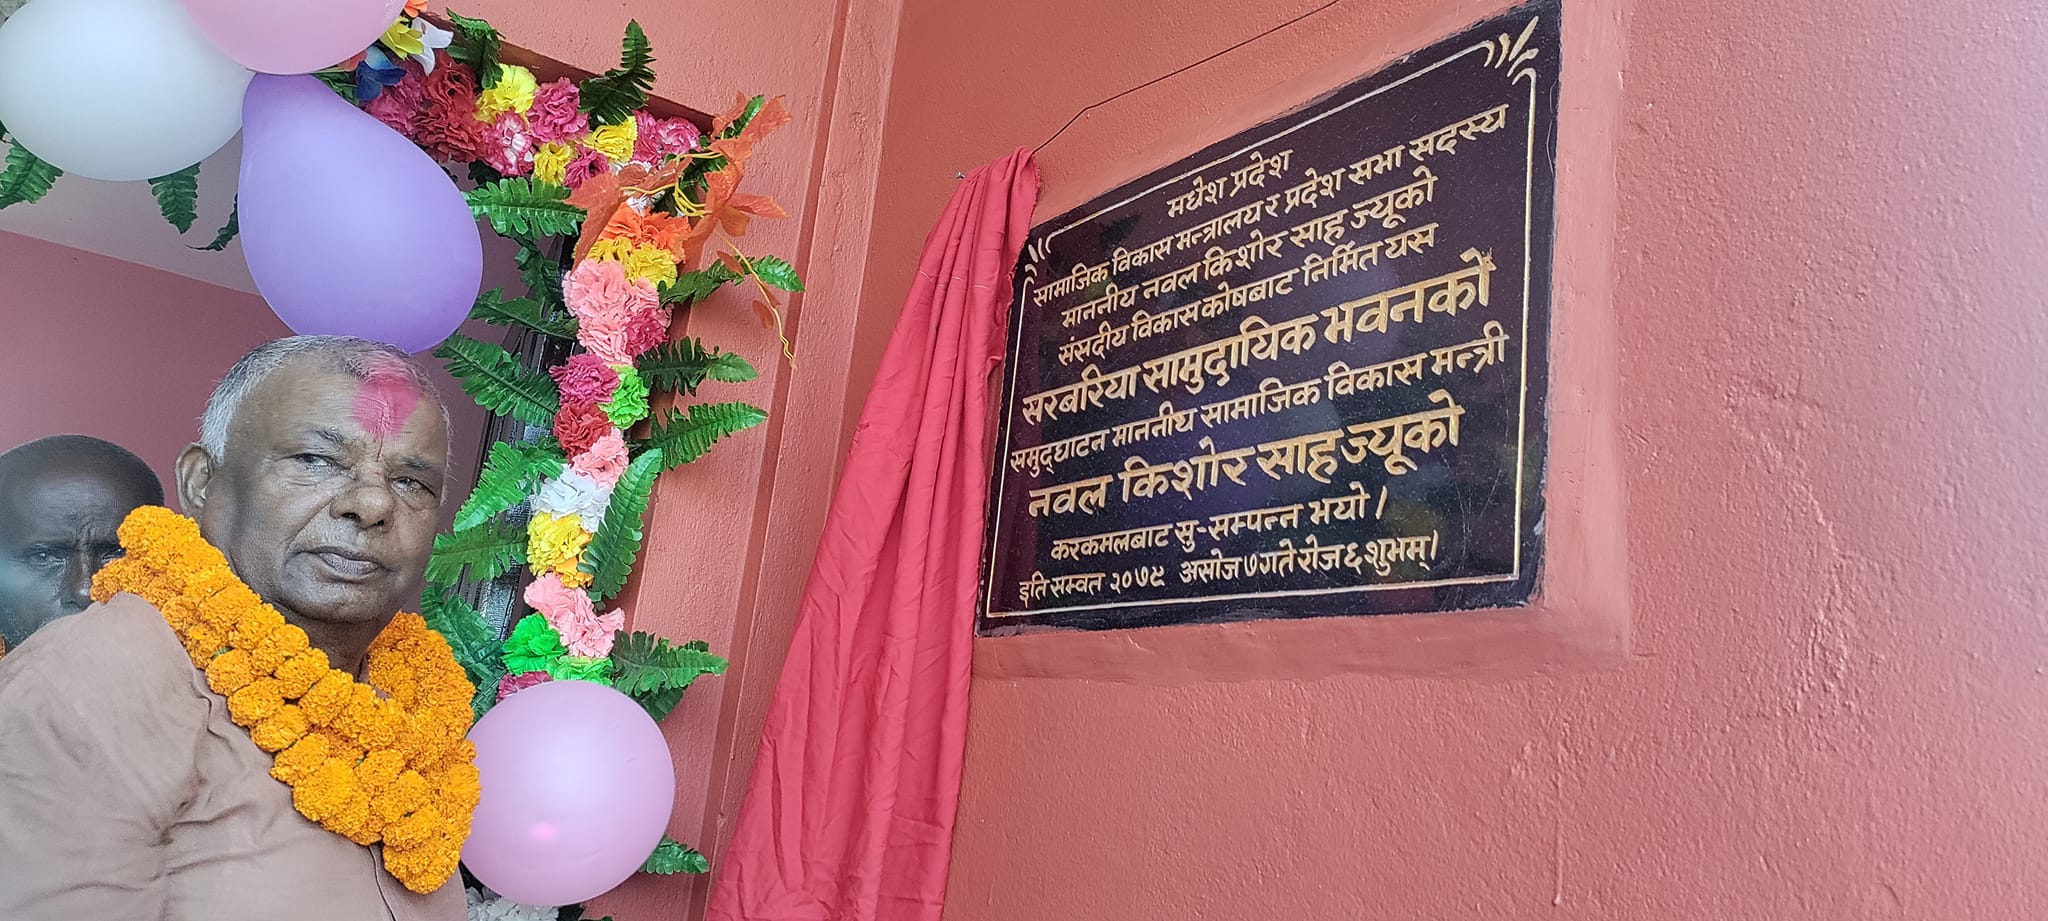 मधेश प्रदेश
सामाजिक विकास मन्त्रालय र प्रदेश सभा सदस्य
माननीय नवल किशोर साह ज्यूको
संसदीय विकास कोषबाट निर्मित यस
सरबरिया सामुदायिक भवनको
समुद्घाटन माननीय सामाजिक विकास मन्त्री
नवल किशोर साह ज्यूको
करकमलबाट सु-सम्पन्न भयो।
इति सम्वत २०७९ असोज ७ गते रोज ६ शुभम्।